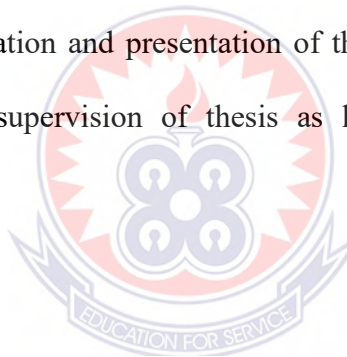 ation and presentation of th
supervision of thesis as l
EDUCATION FOR SERVICE